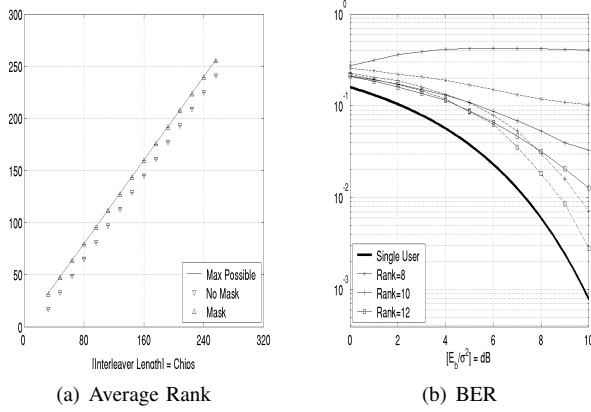 300
250
200
150
100
50
0
0 80 160 240 320
Max Possible
No Mask
Mask
[Interleaver Length] = Chips
(a) Average Rank
10^0
10^-1
10^-2
10^-3
0 2 4 6 8 10
Single User
Rank=8
Rank=10
Rank=12
[E_b/σ^2] = dB
(b) BER